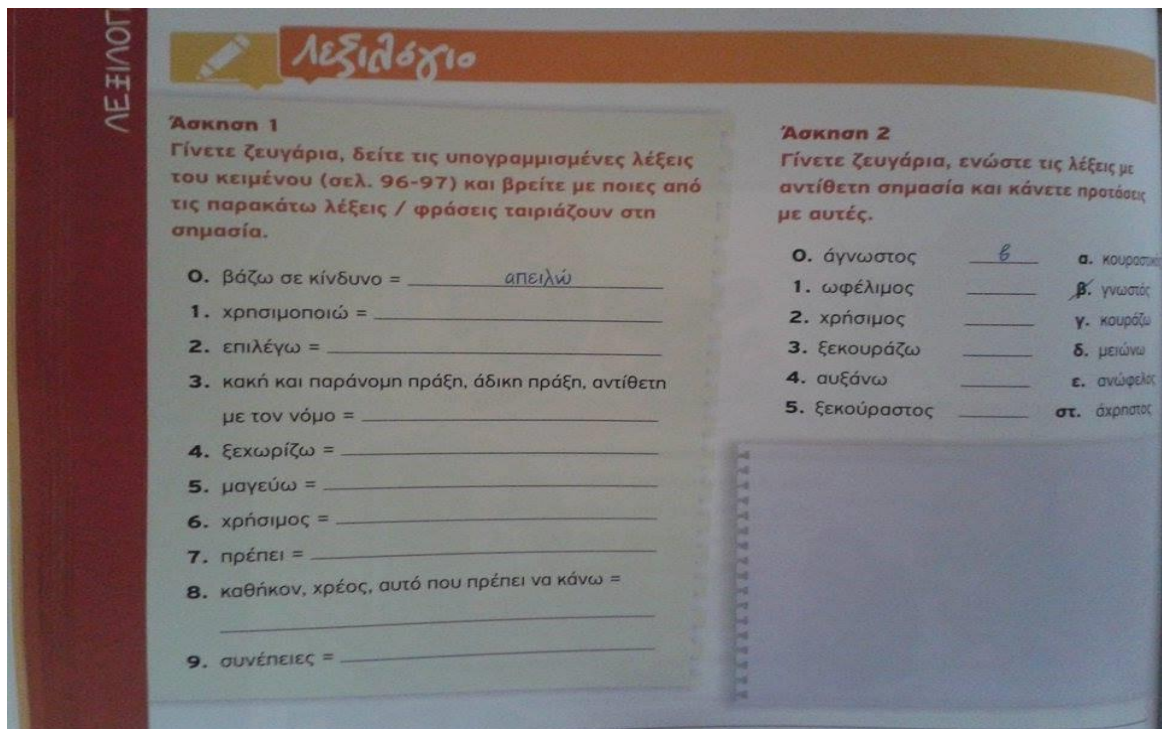 ΛΕΞΙΛΟΓ
Λεξιλόγιο
Άσκηση 1
Γίνετε ζευγάρια, δείτε τις υπογραμμισμένες λέξεις
του κειμένου (σελ. 96-97) και βρείτε με ποιες από
τις παρακάτω λέξεις / φράσεις ταιριάζουν στη
σημασία.
0. βάζω σε κίνδυνο = απειλώ
1. χρησιμοποιώ =
2. επιλέγω =
3. κακή και παράνομη πράξη, άδικη πράξη, αντίθετη
με τον νόμο =
4. ξεχωρίζω =
5. μαγεύω =
6. χρήσιμος =
7. πρέπει =
8. καθήκον, χρέος, αυτό που πρέπει να κάνω =
9. συνέπειες =
Άσκηση 2
Γίνετε ζευγάρια, ενώστε τις λέξεις με
αντίθετη σημασία και κάνετε προτάσεις
με αυτές.
0. άγνωστος β α. κουραστικός
1. ωφέλιμος β. γνωστός
2. χρήσιμος γ. κουράζω
3. ξεκουράζω δ. μειώνω
4. αυξάνω ε. ανώφελος
5. ξεκούραστος στ. άχρηστος